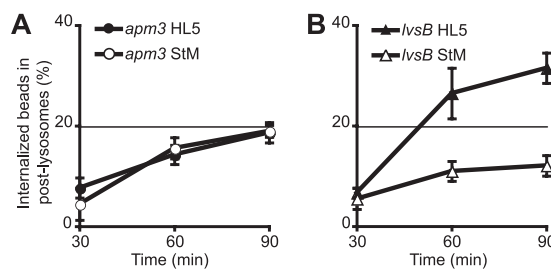 A
40
apm3 HL5
apm3 StM
20
0
30
60
90
Time (min)
Internalized beads in
post-lysosomes (%)
B
40
lvsB HL5
lvsB StM
20
0
30
60
90
Time (min)